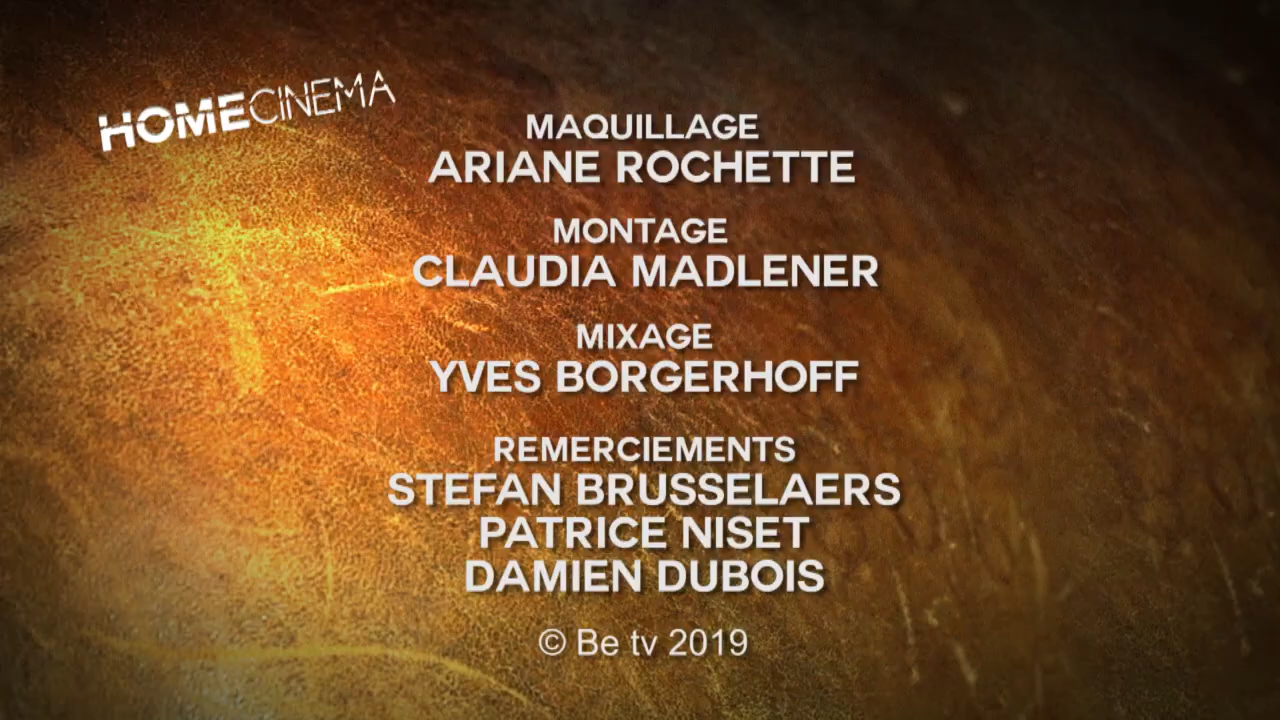 HOMECINEMA
MAQUILLAGE
ARIANE ROCHETTE
MONTAGE
CLAUDIA MADLENER
MIXAGE
YVES BORGERHOFF
REMERCIEMENTS
STEFAN BRUSSELAERS
PATRICE NISET
DAMIEN DUBOIS
© Be tv 2019